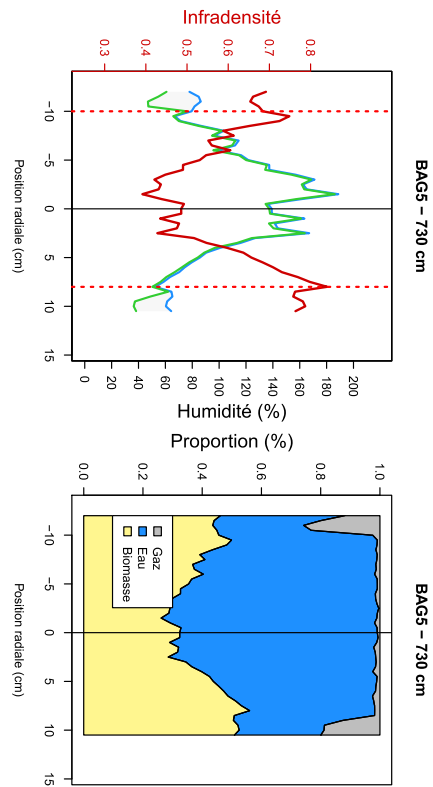 BAG5 − 730 cm
Infradensité
0.3 0.4 0.5 0.6 0.7 0.8
−10 −5 0 5 10 15
Position radiale (cm)
0 20 40 60 80 100 120 140 160 180 200
Humidité (%)
BAG5 − 730 cm
Proportion (%)
0.0 0.2 0.4 0.6 0.8 1.0
Gaz
Eau
Biomasse
−10 −5 0 5 10 15
Position radiale (cm)